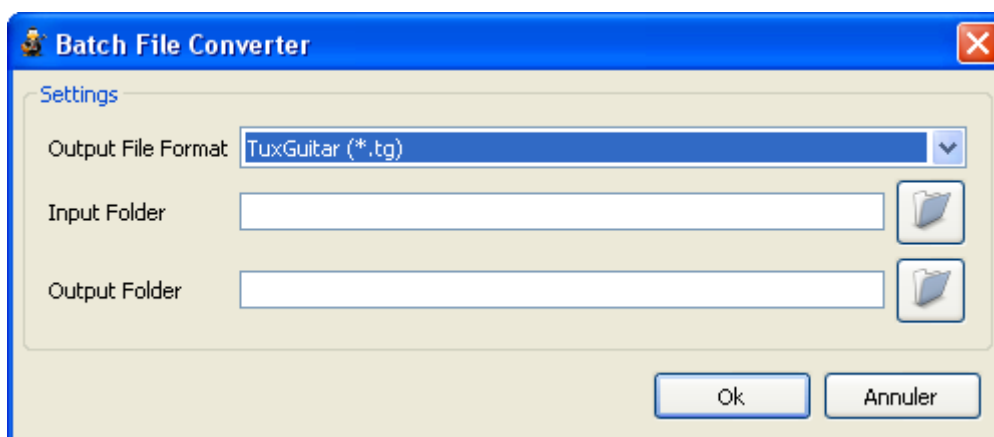 Batch File Converter
Settings
Output File Format TuxGuitar (*.tg)
Input Folder
Output Folder
Ok Annuler